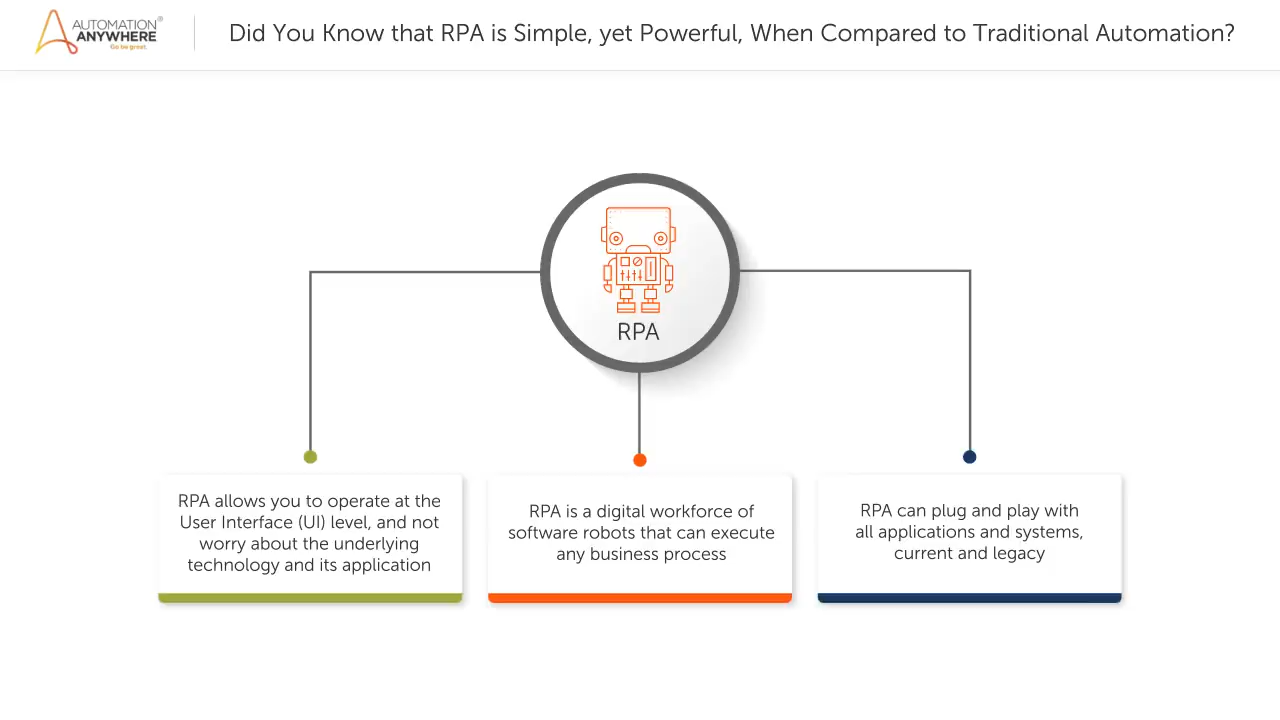 AUTOMATION®
ANYWHERE
Go be great.
Did You Know that RPA is Simple, yet Powerful, When Compared to Traditional Automation?
RPA
RPA allows you to operate at the
User Interface (UI) level, and not
worry about the underlying
technology and its application
RPA is a digital workforce of
software robots that can execute
any business process
RPA can plug and play with
all applications and systems,
current and legacy